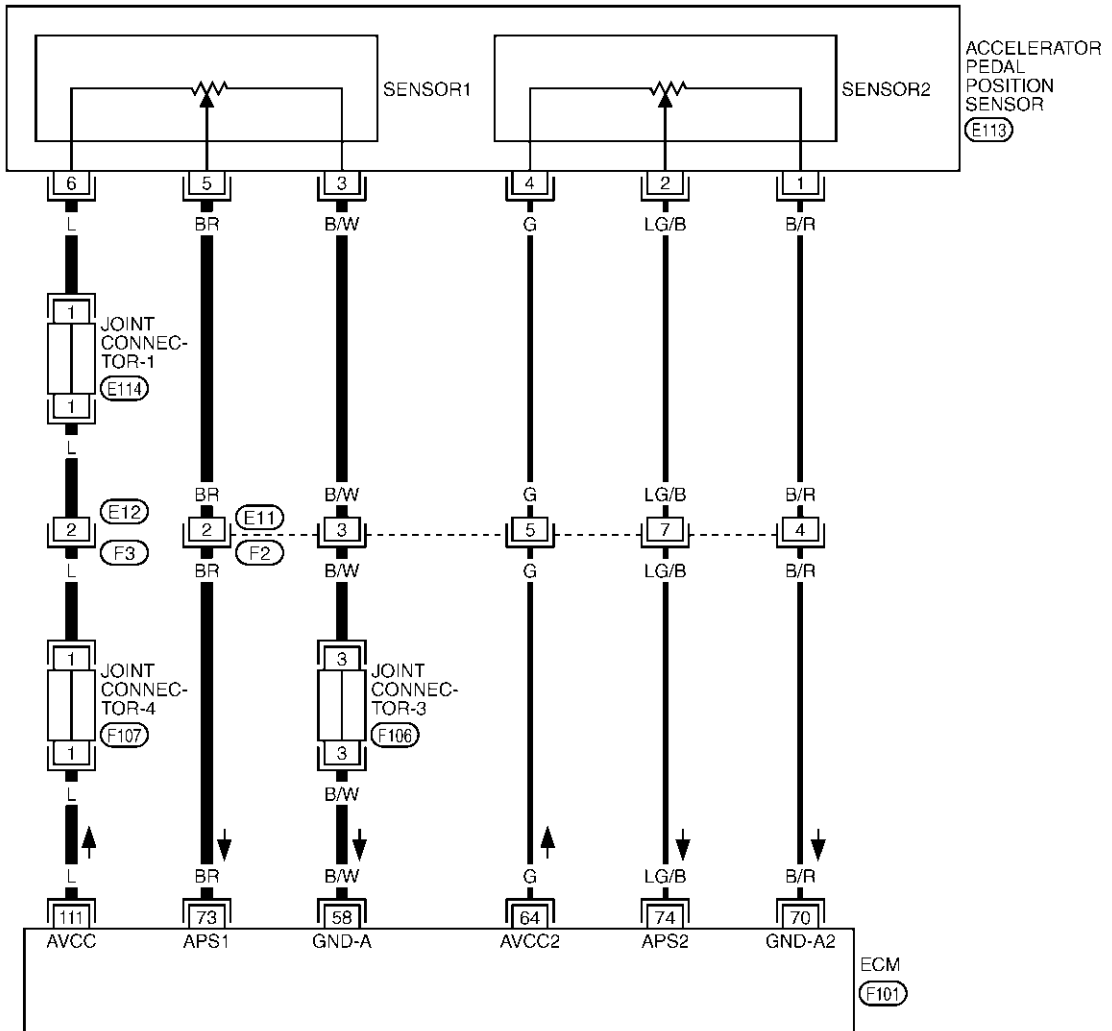 SENSOR1
SENSOR2
ACCELERATOR
PEDAL
POSITION
SENSOR
E113
6 5 3 4 2 1
L BR B/W G LG/B B/R
1
JOINT
CONNEC-
TOR-1
E114
1
L
BR B/W G LG/B B/R
E12
E11
2 2 3 5 7 4
F3
F2
L BR B/W G LG/B B/R
1
JOINT
CONNEC-
TOR-4
F107
1
3
JOINT
CONNEC-
TOR-3
F106
3
L B/W
L BR B/W G LG/B B/R
111 73 58 64 74 70
AVCC APS1 GND-A AVCC2 APS2 GND-A2
ECM
F101